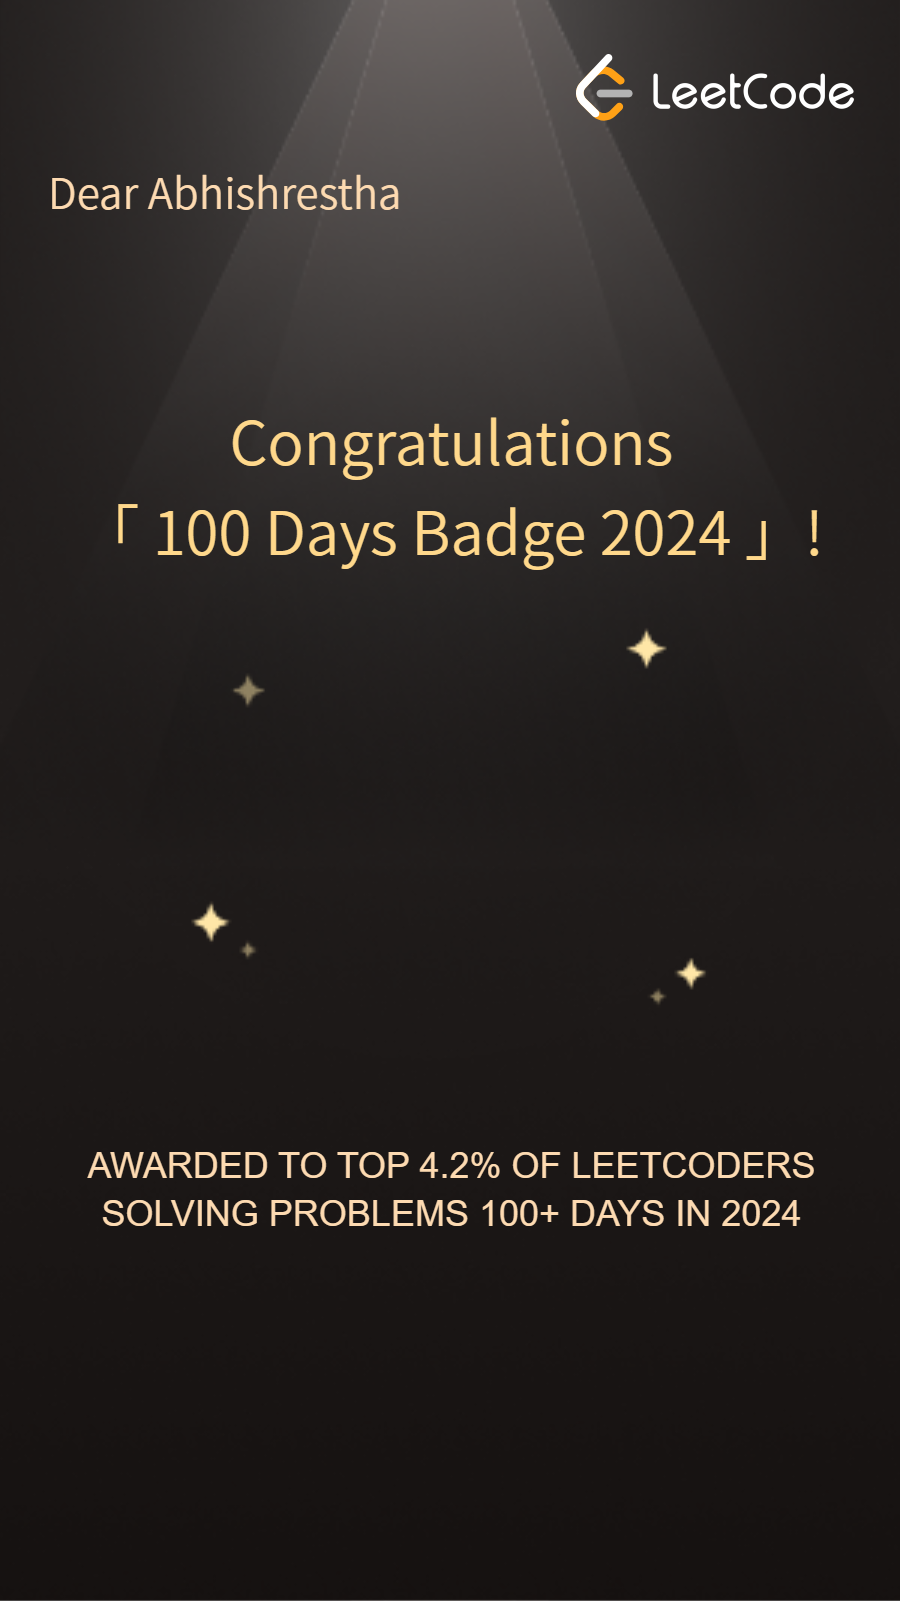 LeetCode
Dear Abhishrestha
Congratulations
「 100 Days Badge 2024 」!
AWARDED TO TOP 4.2% OF LEETCODERS
SOLVING PROBLEMS 100+ DAYS IN 2024